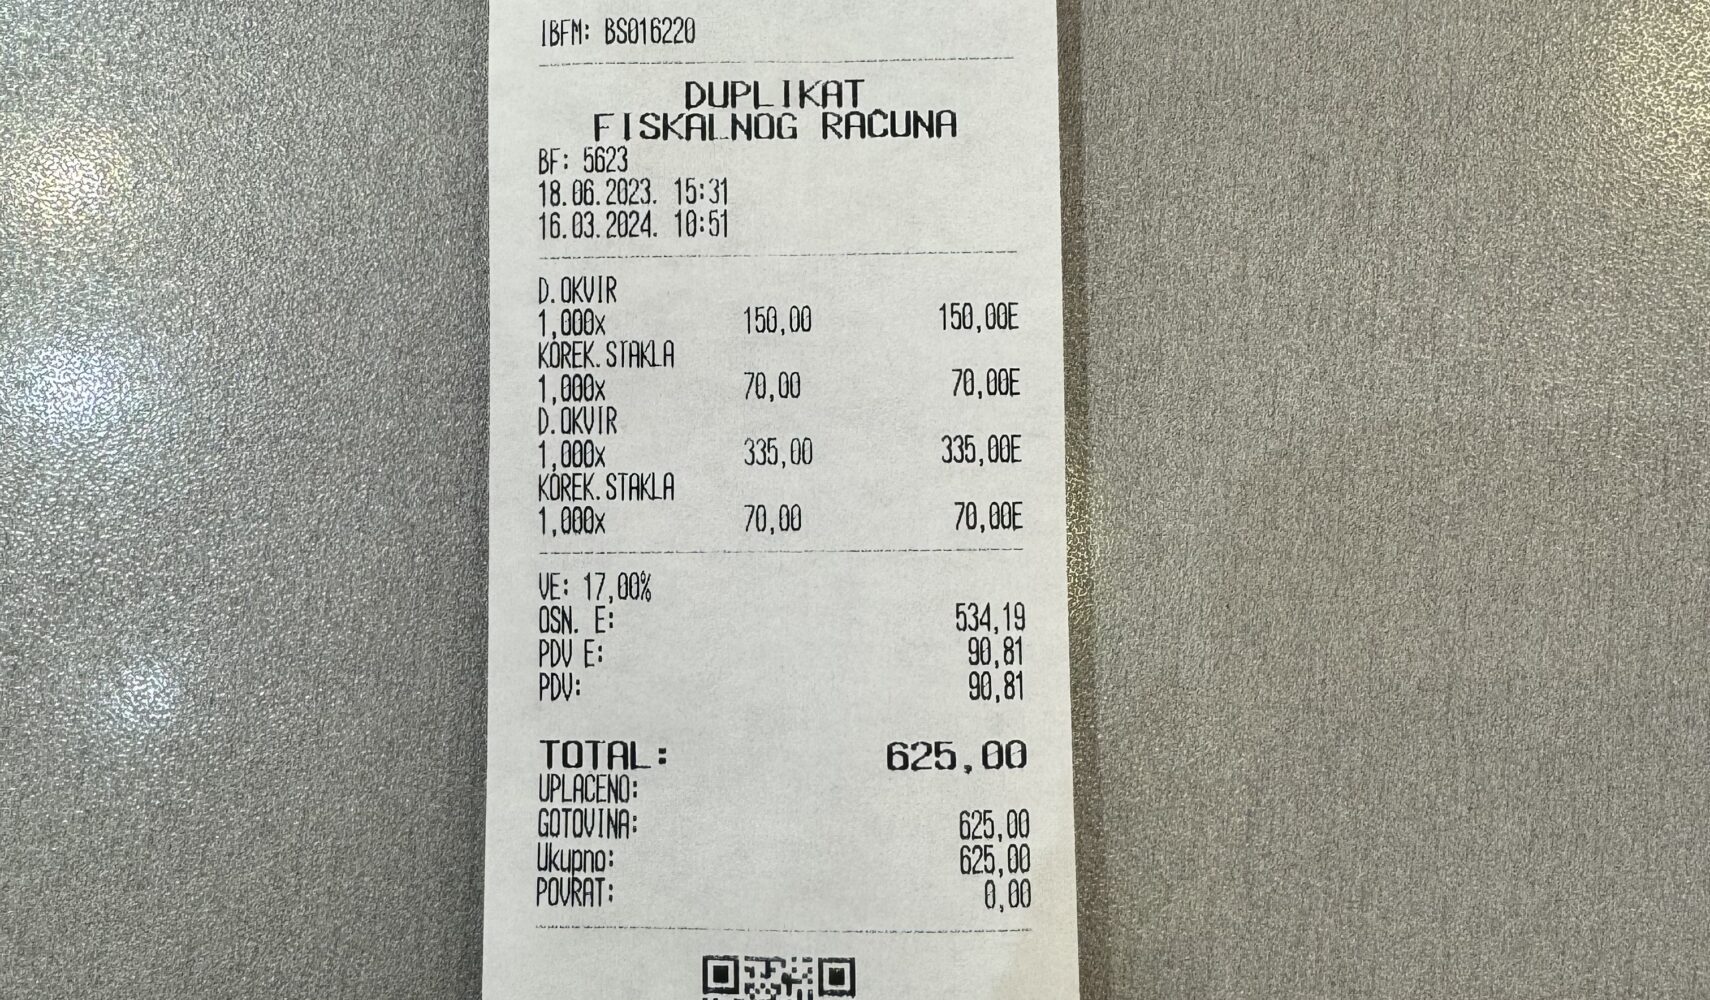 IBFM: BS016220
DUPLIKAT
FISKALNOG RAČUNA
BF: 5623
18.06.2023. 15:31
16.03.2024. 10:51
D.OKVIR
1,000x 150,00 150,00E
KOREK.STAKLA
1,000x 70,00 70,00E
D.OKVIR
1,000x 335,00 335,00E
KOREK.STAKLA
1,000x 70,00 70,00E
VE: 17,00%
OSN. E: 534,19
PDV E: 90,81
PDV: 90,81
TOTAL: 625,00
UPLAĆENO:
GOTOVINA: 625,00
Ukupno: 625,00
POVRAT: 0,00